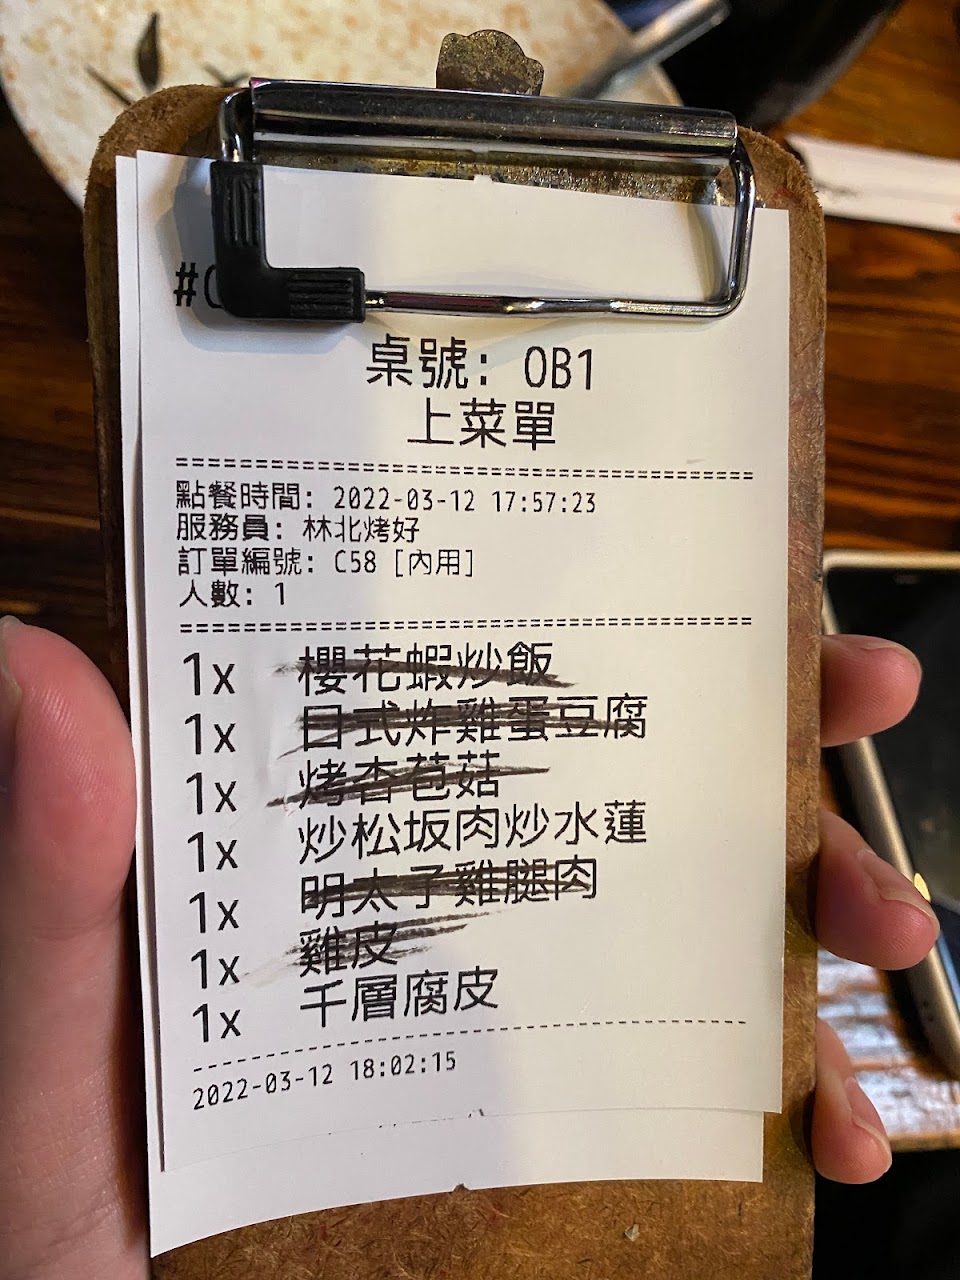 #0
桌號: OB1
上菜單
點餐時間: 2022-03-12 17:57:23
服務員: 林北烤好
訂單編號: C58 [內用]
人數: 1
1x 櫻花蝦炒飯
1x 日式炸雞蛋豆腐
1x 烤杏苞菇
1x 炒松坂肉炒水蓮
1x 明太子雞腿肉
1x 雞皮
1x 千層腐皮
2022-03-12 18:02:15